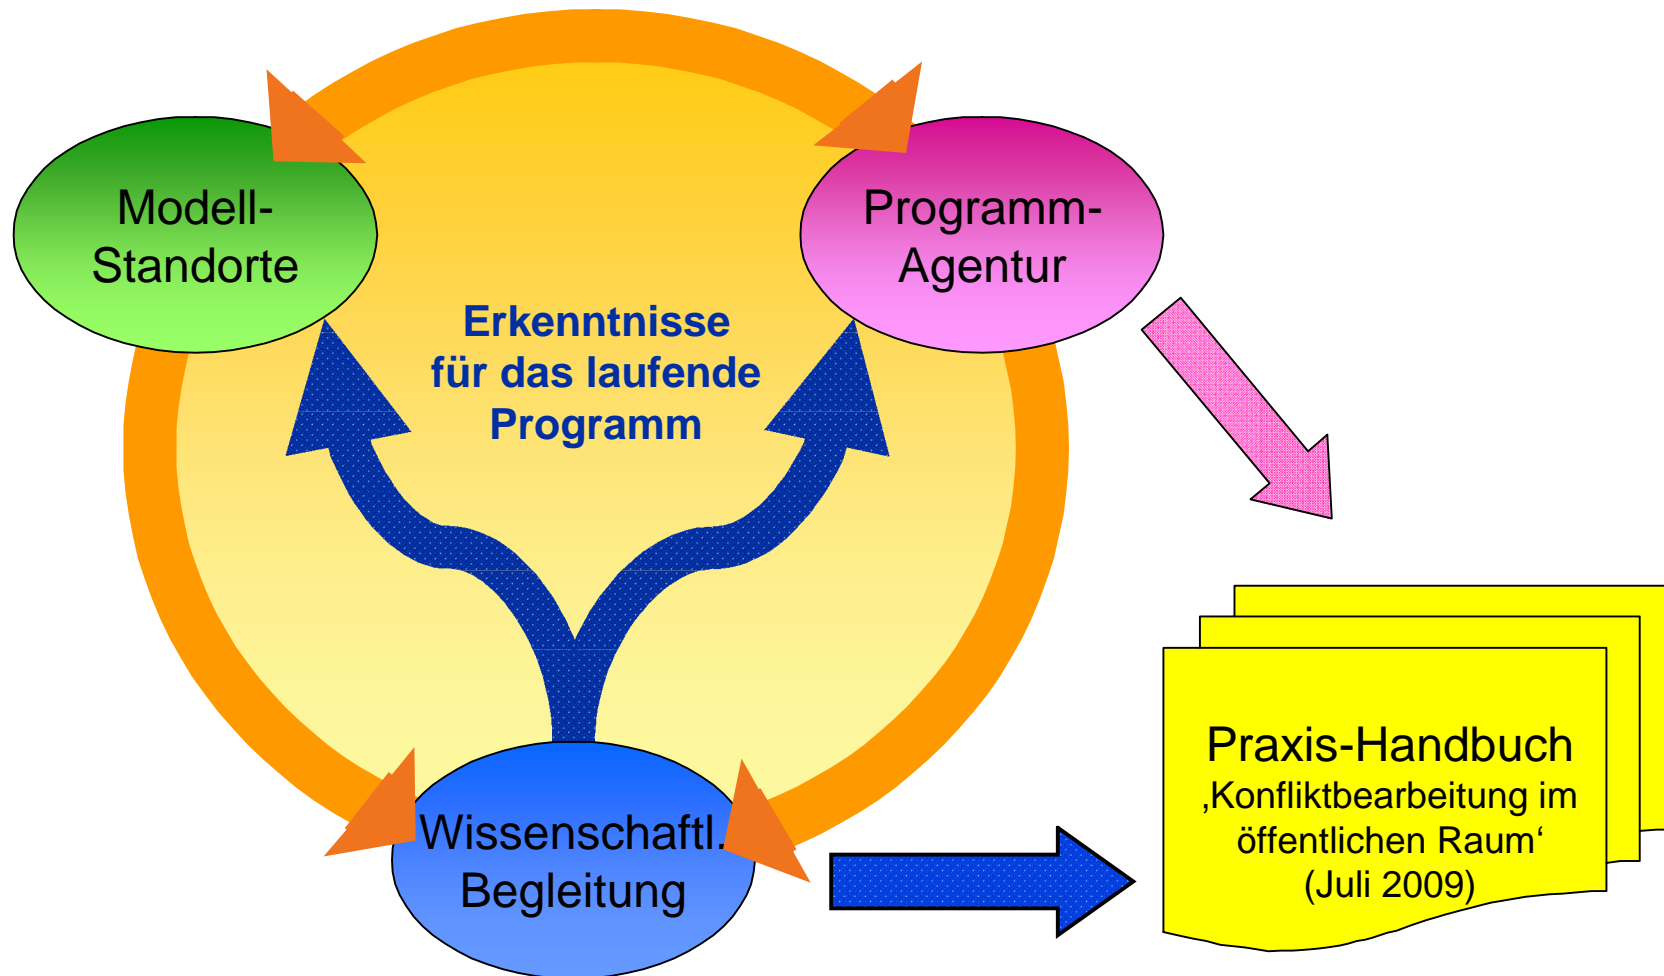 Modell-
Standorte
Programm-
Agentur
Erkenntnisse
für das laufende
Programm
Wissenschaftl.
Begleitung
Praxis-Handbuch
‚Konfliktbearbeitung im
öffentlichen Raum‘
(Juli 2009)